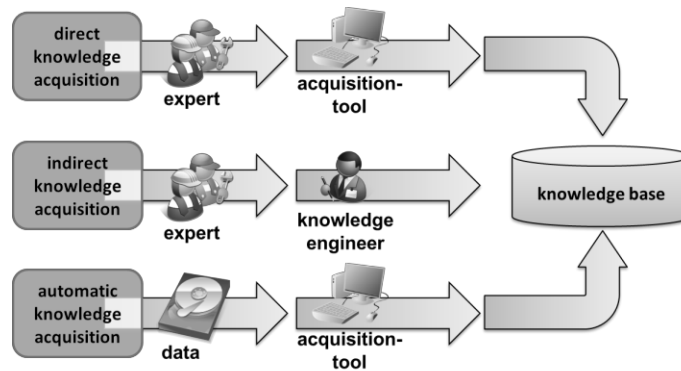 direct
knowledge
acquisition
expert
acquisition-
tool
indirect
knowledge
acquisition
expert
knowledge
engineer
knowledge base
automatic
knowledge
acquisition
data
acquisition-
tool